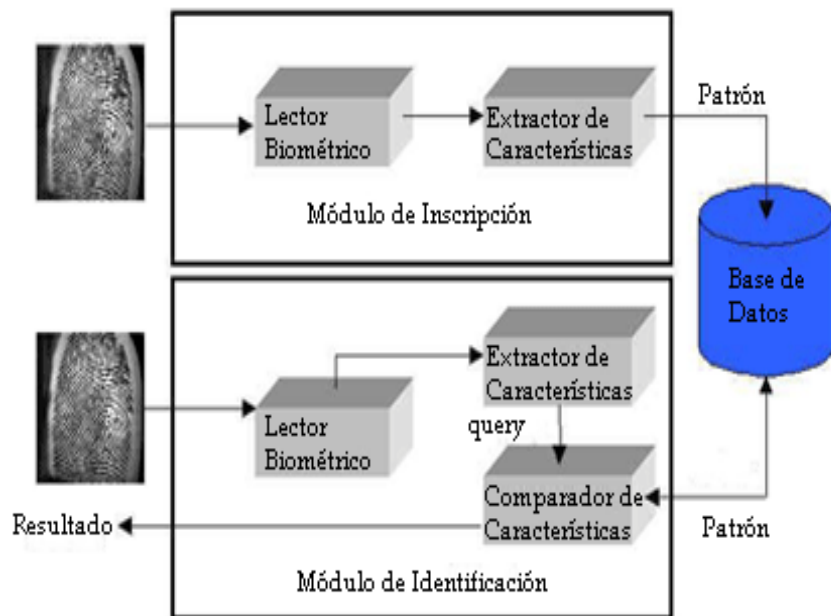 Lector
Biométrico
Extractor de
Características
Patrón
Módulo de Inscripción
Base de
Datos
Lector
Biométrico
Extractor de
Características
query
Comparador de
Características
Patrón
Resultado
Módulo de Identificación